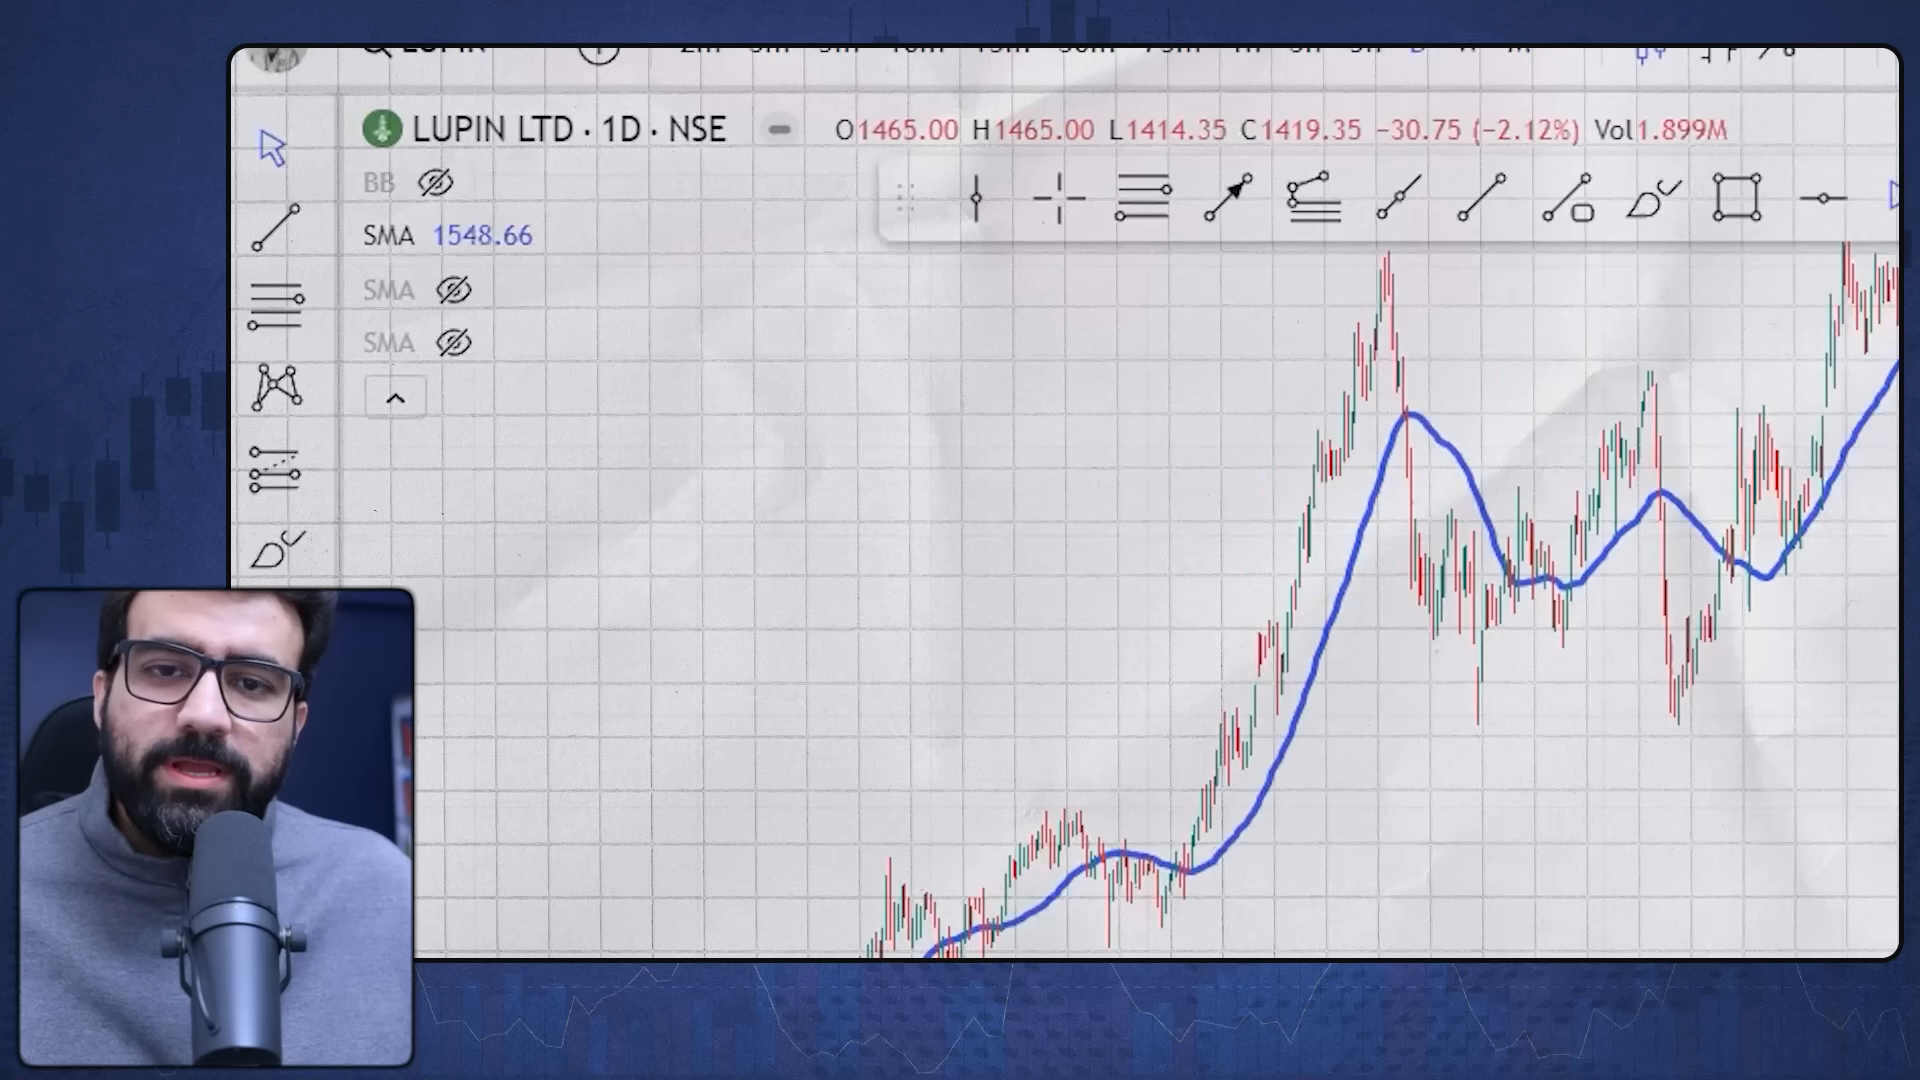 LUPIN LTD · 1D · NSE O1465.00 H1465.00 L1414.35 C1419.35 −30.75 (−2.12%) Vol1.899M
BB
SMA 1548.66
SMA
SMA